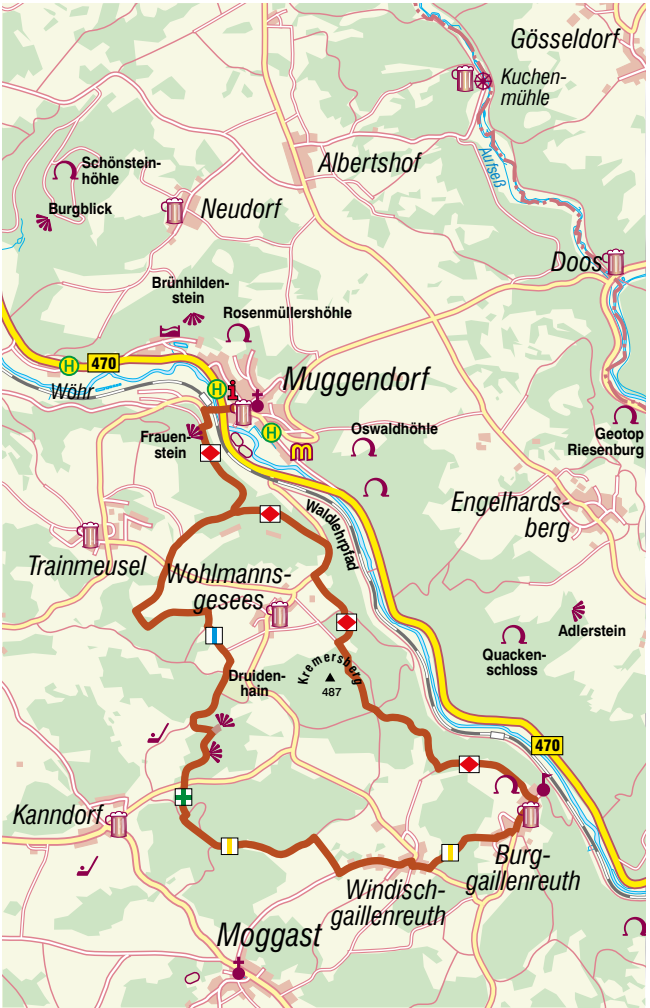 Gösseldorf
Kuchen-
mühle
Aufseß
Albertshof
Schönstein-
höhle
Burgblick
Neudorf
Doos
Brünhilden-
stein
Rosenmüllershöhle
H
470
Wöhr
H
i
Muggendorf
H
m
Frauen-
stein
Oswaldhöhle
Geotop
Riesenburg
Engelhards-
berg
Waldlehrpfad
Trainmeusel
Wohlmanns-
gesees
Adlerstein
Quacken-
schloss
Druiden-
hain
Kremersberg
487
470
Kanndorf
Burg-
gaillenreuth
Windisch-
gaillenreuth
Moggast